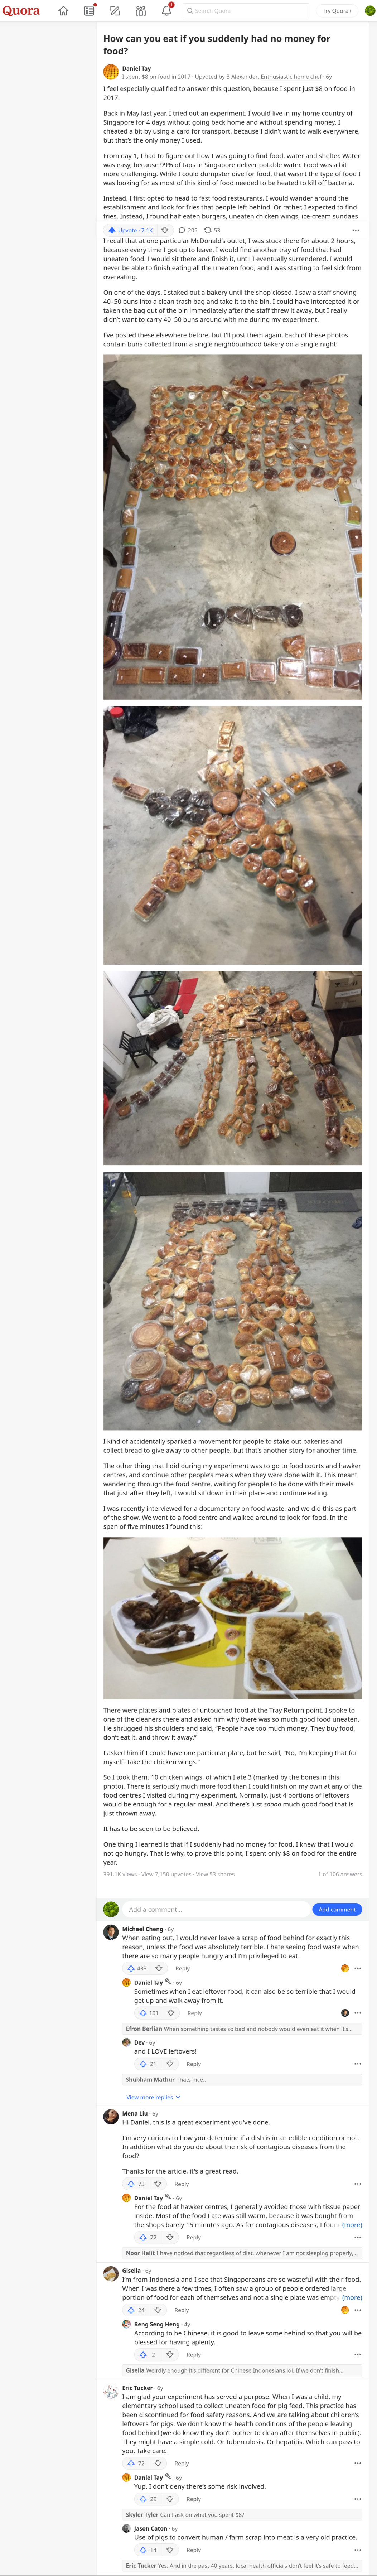 Quora
1
Search Quora
Try Quora+
How can you eat if you suddenly had no money for
food?
Daniel Tay
I spent $8 on food in 2017 · Upvoted by B Alexander, Enthusiastic home chef · 6y
I feel especially qualified to answer this question, because I spent just $8 on food in
2017.
Back in May last year, I tried out an experiment. I would live in my home country of
Singapore for 4 days without going back home and without spending money. I
cheated a bit by using a card for transport, because I didn't want to walk everywhere,
but that's the only money I used.
From day 1, I had to figure out how I was going to find food, water and shelter. Water
was easy, because 99% of taps in Singapore deliver potable water. Food was a bit
more challenging. While I could dumpster dive for food, that wasn't the type of food I
was looking for as most of this kind of food needed to be heated to kill off bacteria.
Instead, I first opted to head to fast food restaurants. I would wander around the
establishment and look for fries that people left behind. Or rather, I expected to find
fries. Instead, I found half eaten burgers, uneaten chicken wings, ice-cream sundaes
Upvote · 7.1K
205
53
I recall that at one particular McDonald's outlet, I was stuck there for about 2 hours,
because every time I got up to leave, I would find another tray of food that had
uneaten food. I would sit down and finish it, until I eventually surrendered. I would
never be able to finish eating all the uneaten food, and I was starting to feel sick from
overeating.
On one of the days, I staked out a bakery until the shop closed. I saw a staff shoving
40–50 buns into a clean trash bag and take it to the bin. I could have intercepted it or
taken the bag out of the bin immediately after the staff threw it away, but I really
didn't want to carry 40–50 buns around with me during my experiment.
I've posted these elsewhere before, but I'll post them again. Each of these photos
contain buns collected from a single neighbourhood bakery on a single night:
I kind of accidentally sparked a movement for people to stake out bakeries and
collect bread to give away to other people, but that's another story for another time.
The other thing that I did during my experiment was to go to food courts and hawker
centres, and continue other people's meals when they were done with it. This meant
wandering through the food centre, waiting for people to be done with their meals
that just after they left, I would sit down in their place and continue eating.
I was recently interviewed for a documentary on food waste, and we did this as part
of the show. We went to a food centre and walked around to look for food. In the
span of five minutes I found this:
There were plates and plates of untouched food at the Tray Return point. I spoke to
one of the cleaners there and asked him why there was so much good food uneaten.
He shrugged his shoulders and said, "People have too much money. They buy food,
don't eat it, and throw it away."
I asked him if I could have one particular plate, but he said, "No, I'm keeping that for
myself. Take the chicken wings."
So I took them. 10 chicken wings, of which I ate 3 (marked by the bones in this
photo). There is seriously much more food than I could finish on my own at any of the
food centres I visited during my experiment. Normally, just 4 portions of leftovers
would be enough for a regular meal. And there's just soooo much good food that is
just thrown away.
It has to be seen to be believed.
One thing I learned is that if I suddenly had no money for food, I knew that I would
not go hungry. That is why, to prove this point, I spent only $8 on food for the entire
year.
391.1K views · View 7,150 upvotes · View 53 shares
1 of 106 answers
Add a comment...
Add comment
Michael Cheng · 6y
When eating out, I would never leave a scrap of food behind for exactly this
reason, unless the food was absolutely terrible. I hate seeing food waste when
there are so many people hungry and I'm privileged to eat.
433
Reply
Daniel Tay · 6y
Sometimes when I eat leftover food, it can also be so terrible that I would
get up and walk away from it.
101
Reply
Efron Berlian When something tastes so bad and nobody would even eat it when it's...
Dev · 6y
and I LOVE leftovers!
21
Reply
Shubham Mathur Thats nice..
View more replies
Mena Liu · 6y
Hi Daniel, this is a great experiment you've done.
I'm very curious to how you determine if a dish is in an edible condition or not.
In addition what do you do about the risk of contagious diseases from the
food?
Thanks for the article, it's a great read.
73
Reply
Daniel Tay · 6y
For the food at hawker centres, I generally avoided those with tissue paper
inside. Most of the food I ate was still warm, because it was bought from
the shops barely 15 minutes ago. As for contagious diseases, I foun (more)
72
Reply
Noor Halit I have noticed that regardless of diet, whenever I am not sleeping properly,...
Gisella · 6y
I'm from Indonesia and I see that Singaporeans are so wasteful with their food.
When I was there a few times, I often saw a group of people ordered large
portion of food for each of themselves and not a single plate was empt (more)
24
Reply
Beng Seng Heng · 4y
According to he Chinese, it is good to leave some behind so that you will be
blessed for having aplenty.
2
Reply
Gisella Weirdly enough it's different for Chinese Indonesians lol. If we don't finish...
Eric Tucker · 6y
I am glad your experiment has served a purpose. When I was a child, my
elementary school used to collect uneaten food for pig feed. This practice has
been discontinued for food safety reasons. And we are talking about children's
leftovers for pigs. We don't know the health conditions of the people leaving
food behind (we do know they don't bother to clean after themselves in public).
They might have a simple cold. Or tuberculosis. Or hepatitis. Which can pass to
you. Take care.
72
Reply
Daniel Tay · 6y
Yup. I don't deny there's some risk involved.
29
Reply
Skyler Tyler Can I ask on what you spent $8?
Jason Caton · 6y
Use of pigs to convert human / farm scrap into meat is a very old practice.
14
Reply
Eric Tucker Yes. And in the past 40 years, local health officials don't feel it's safe to feed...